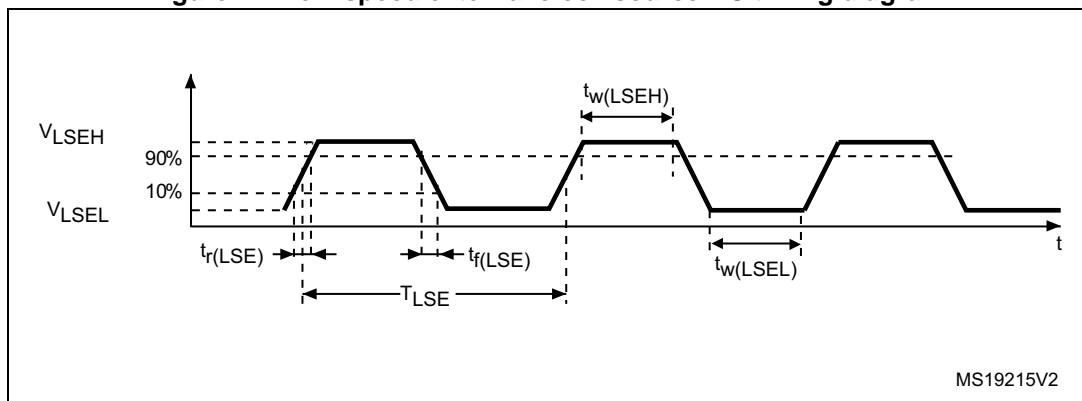 tw(LSEH)
VLSEH
90%
10%
VLSEL
tr(LSE)
tf(LSE)
tw(LSEL)
t
TLSE
MS19215V2